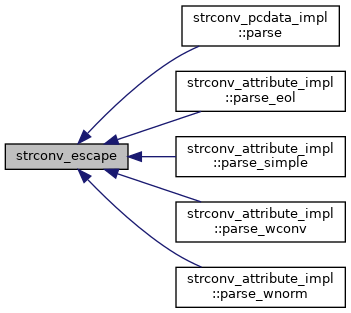 strconv_pcdata_impl
::parse
strconv_attribute_impl
::parse_eol
strconv_escape
strconv_attribute_impl
::parse_simple
strconv_attribute_impl
::parse_wconv
strconv_attribute_impl
::parse_wnorm